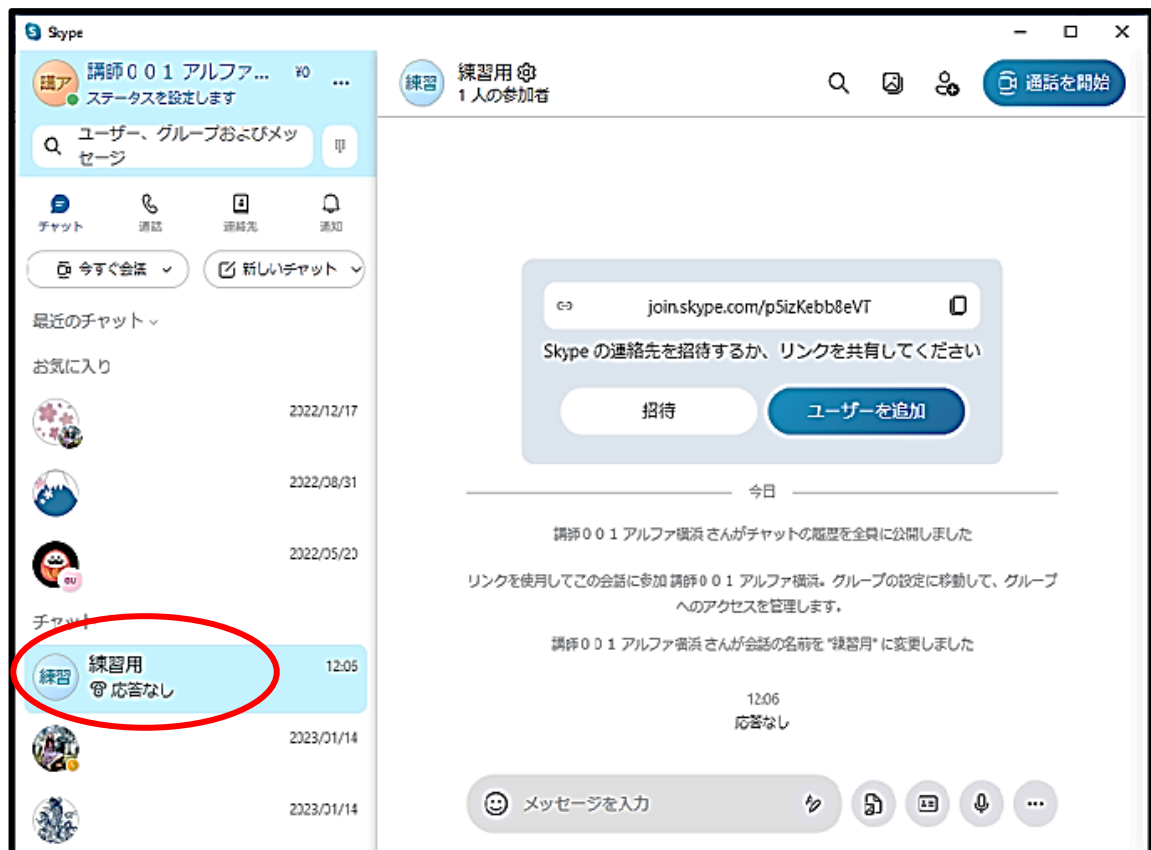 Skype
講師001 アルファ... ¥0 ...
ステータスを設定します
ユーザー、グループおよびメッ
セージ
チャット 通話 連絡先 通知
今すぐ会議 新しいチャット
最近のチャット
お気に入り
2022/12/17
2022/08/31
2022/05/20
チャット
練習 練習用 12:05
応答なし
2023/01/14
2023/01/14
練習 練習用
1 人の参加者
通話を開始
join.skype.com/p5izKebb8eVT
Skype の連絡先を招待するか、リンクを共有してください
招待 ユーザーを追加
今日
講師001 アルファ横浜 さんがチャットの履歴を全員に公開しました
リンクを使用してこの会話に参加 講師001 アルファ横浜。グループの設定に移動して、グループ
へのアクセスを管理します。
講師001 アルファ横浜 さんが会話の名前を "練習用" に変更しました
12:06
応答なし
メッセージを入力